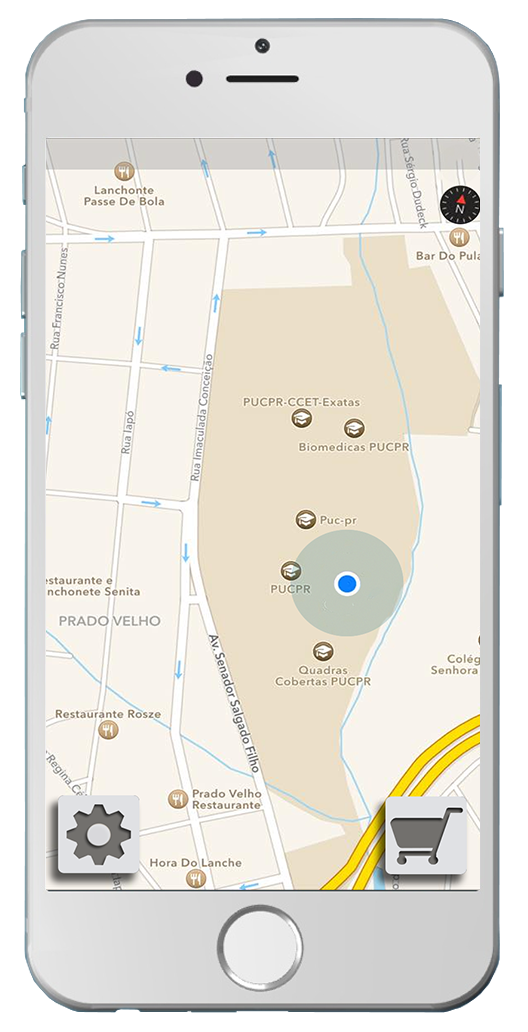 Rua Sérgio Dudeck
Lanchonte
Passe De Bola
N
Bar Do Pula
Rua Francisco Nunes
Rua Iapó
Rua Imaculada Conceição
PUCPR-CCET-Exatas
Biomedicas PUCPR
Puc-pr
PUCPR
estaurante e
nchonete Senita
PRADO VELHO
Av. Senador Salgado Filho
Quadras
Cobertas PUCPR
Colég
Senhora
Restaurante Rosze
Regina
Prado Velho
Restaurante
Hora Do Lanche